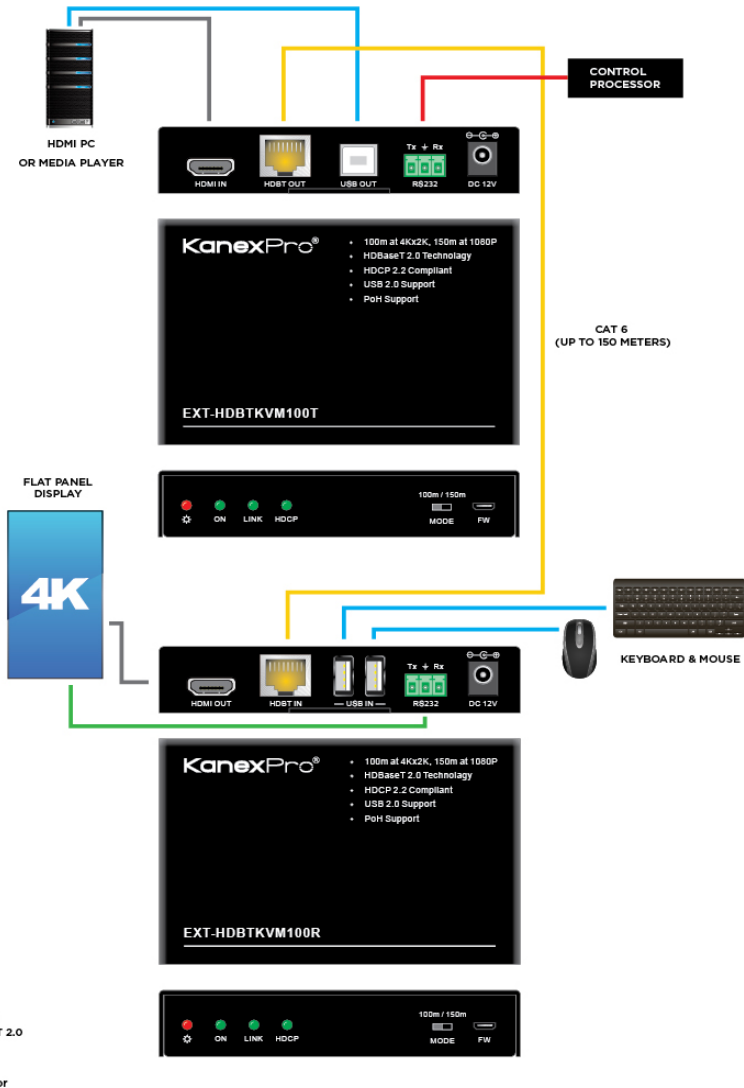 CONTROL
PROCESSOR
HDMI PC
OR MEDIA PLAYER
Tx Rx
HDMI IN HDBT OUT USB OUT RS232 DC 12V
KanexPro®
• 100m at 4Kx2K, 150m at 1080P
• HDBaseT 2.0 Technology
• HDCP 2.2 Compliant
• USB 2.0 Support
• PoH Support
CAT 6
(UP TO 150 METERS)
EXT-HDBTKVM100T
FLAT PANEL
DISPLAY
100m / 150m
ON LINK HDCP MODE FW
4K
KEYBOARD & MOUSE
Tx Rx
HDMI OUT HDBT IN USB IN RS232 DC 12V
KanexPro®
• 100m at 4Kx2K, 150m at 1080P
• HDBaseT 2.0 Technology
• HDCP 2.2 Compliant
• USB 2.0 Support
• PoH Support
EXT-HDBTKVM100R
100m / 150m
ON LINK HDCP MODE FW
T 2.0
or